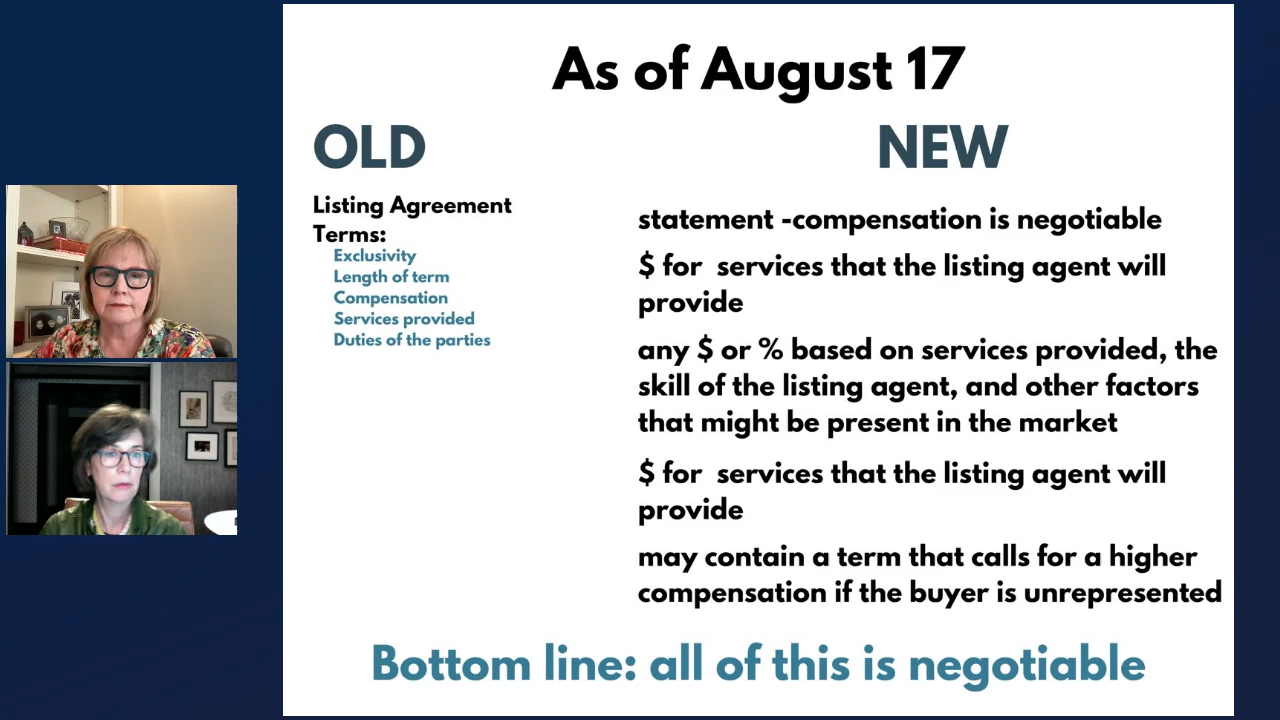 As of August 17
OLD
NEW
Listing Agreement
Terms:
Exclusivity
Length of term
Compensation
Services provided
Duties of the parties
statement -compensation is negotiable
$ for services that the listing agent will
provide
any $ or % based on services provided, the
skill of the listing agent, and other factors
that might be present in the market
$ for services that the listing agent will
provide
may contain a term that calls for a higher
compensation if the buyer is unrepresented
Bottom line: all of this is negotiable